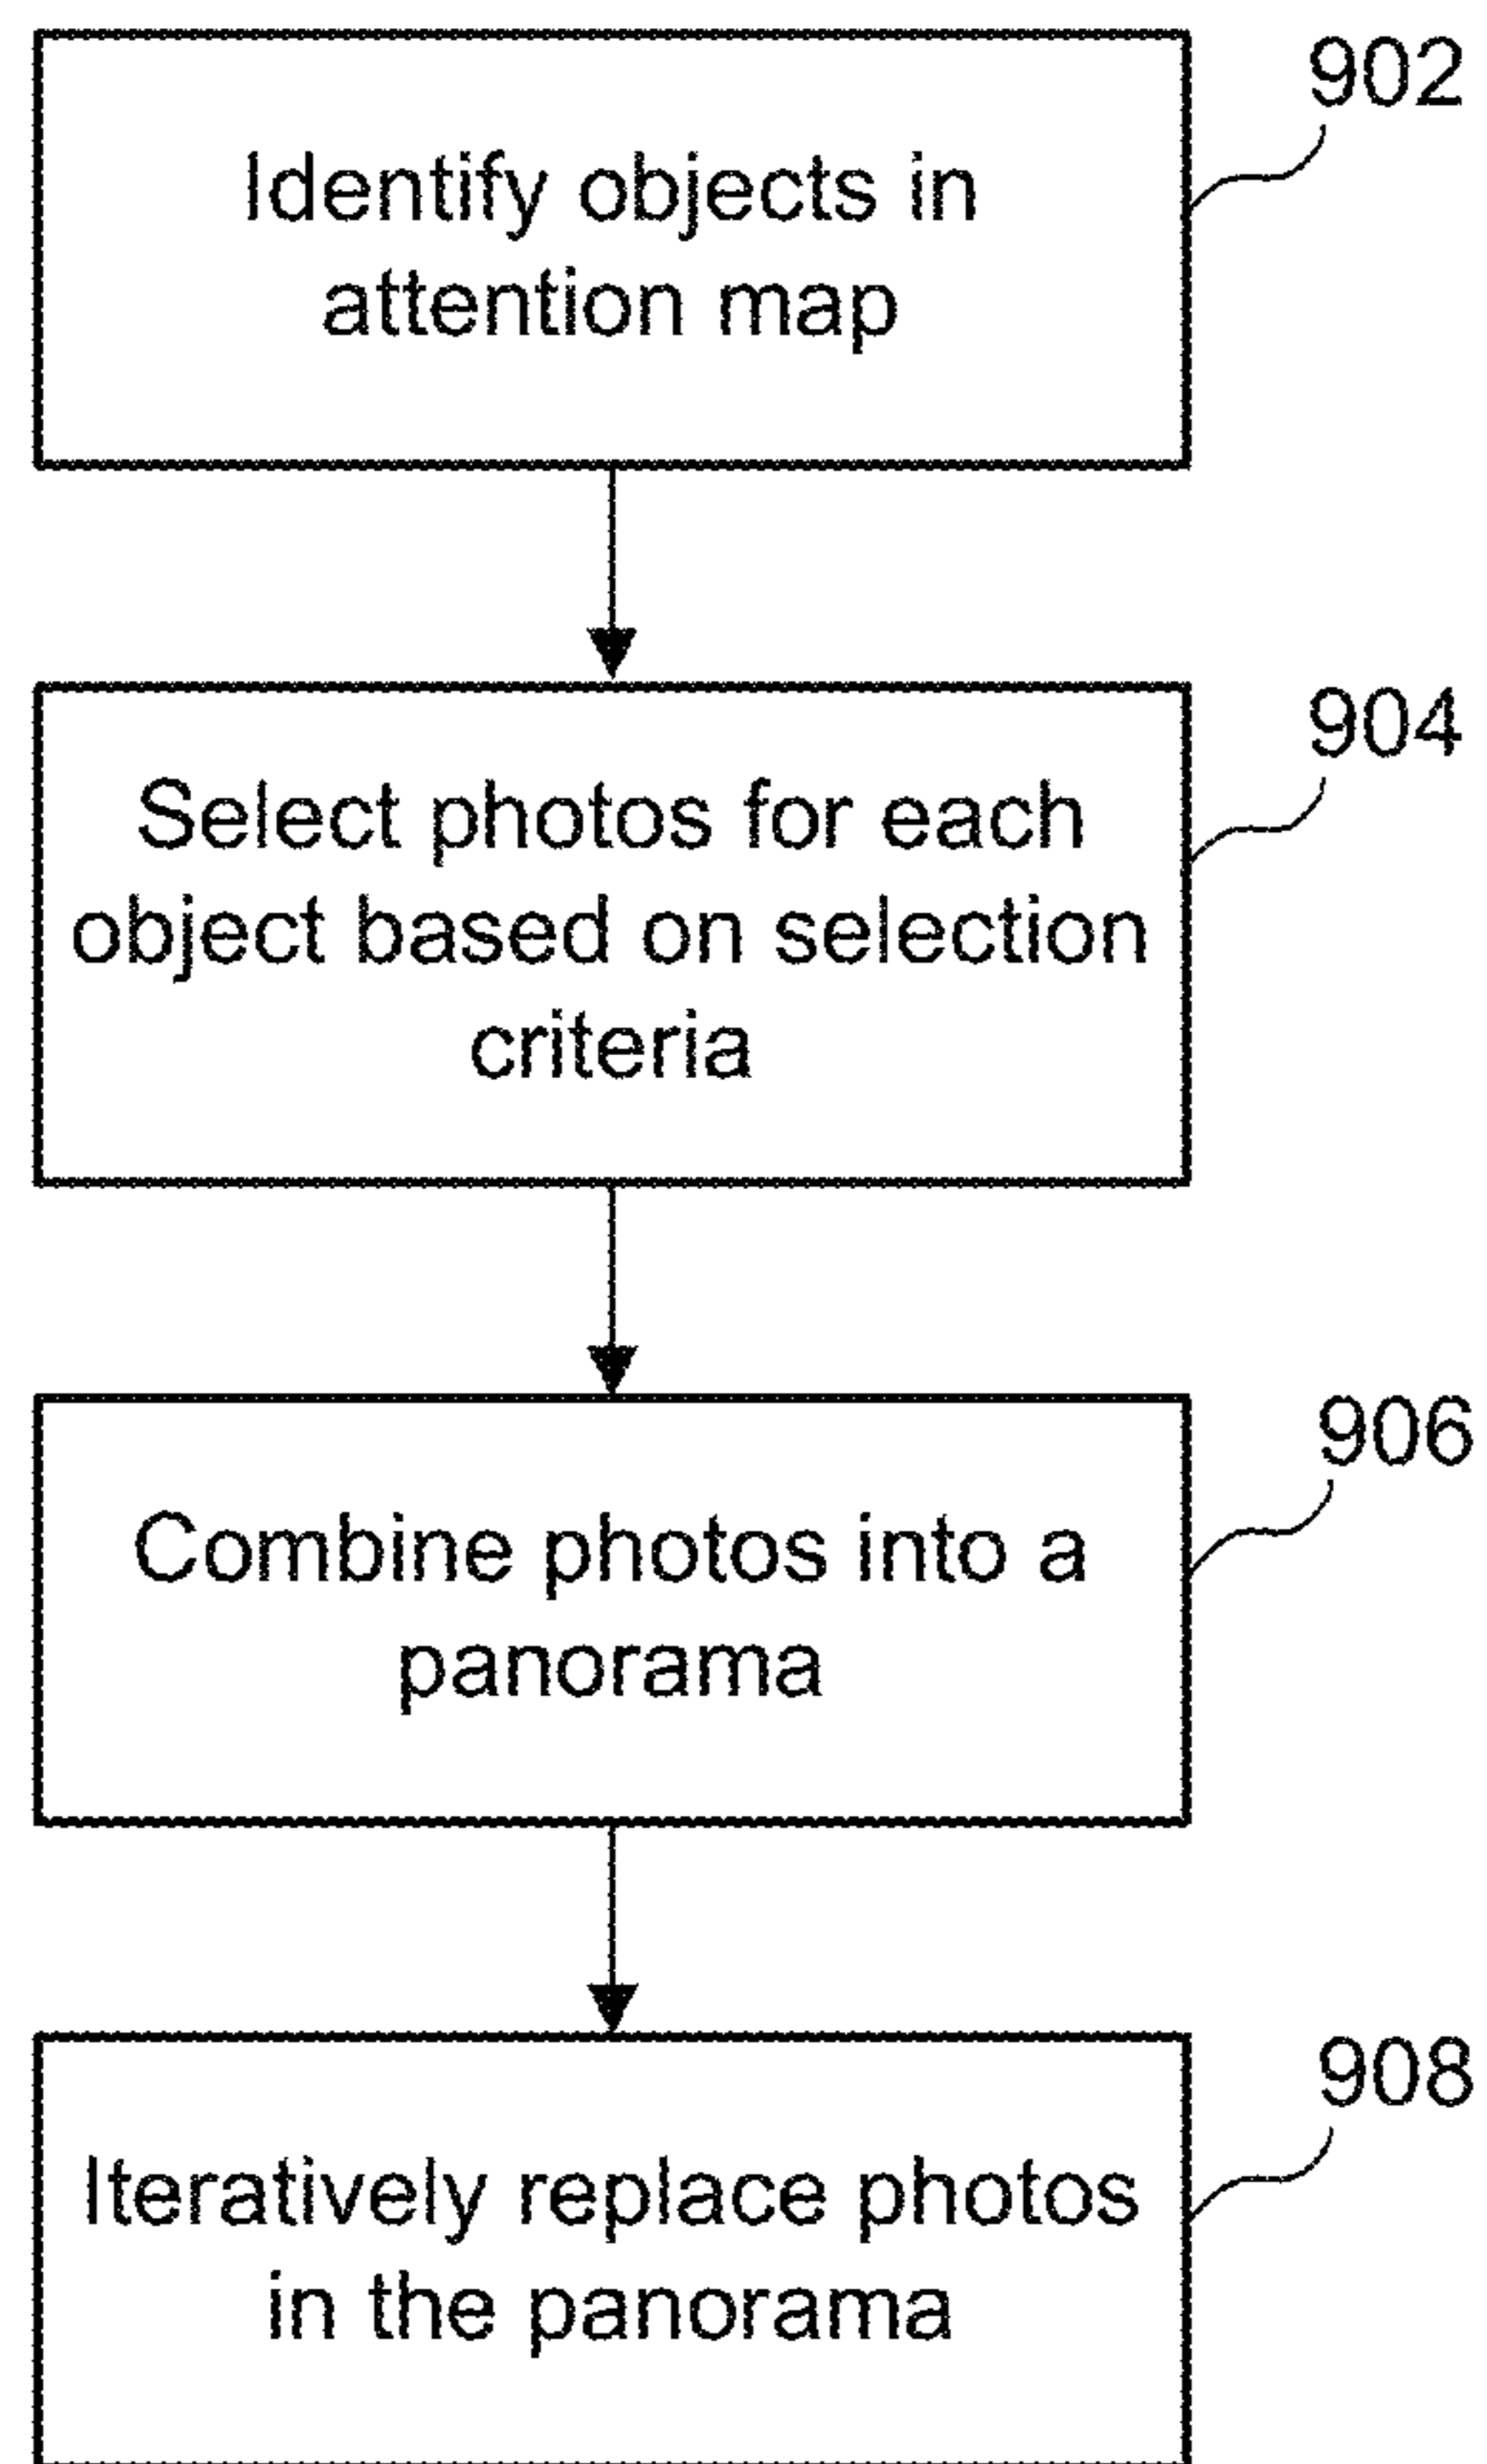 902
Identify objects in
attention map
904
Select photos for each
object based on selection
criteria
906
Combine photos into a
panorama
908
Iteratively replace photos
in the panorama